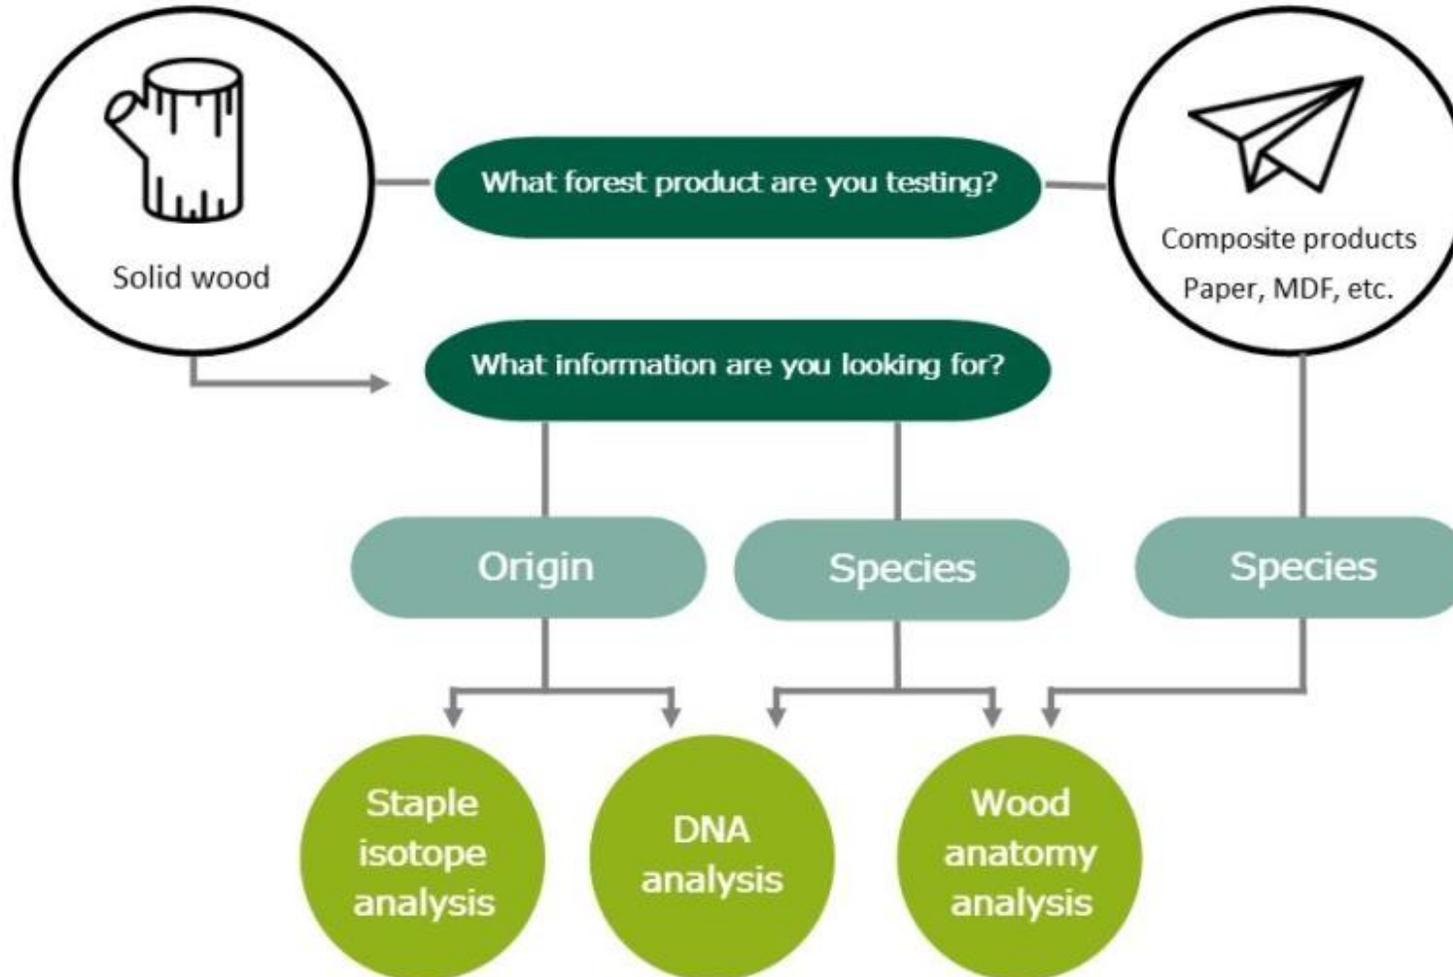 What forest product are you testing?
Solid wood
Composite products
Paper, MDF, etc.
What information are you looking for?
Origin
Species
Species
Staple
isotope
analysis
DNA
analysis
Wood
anatomy
analysis